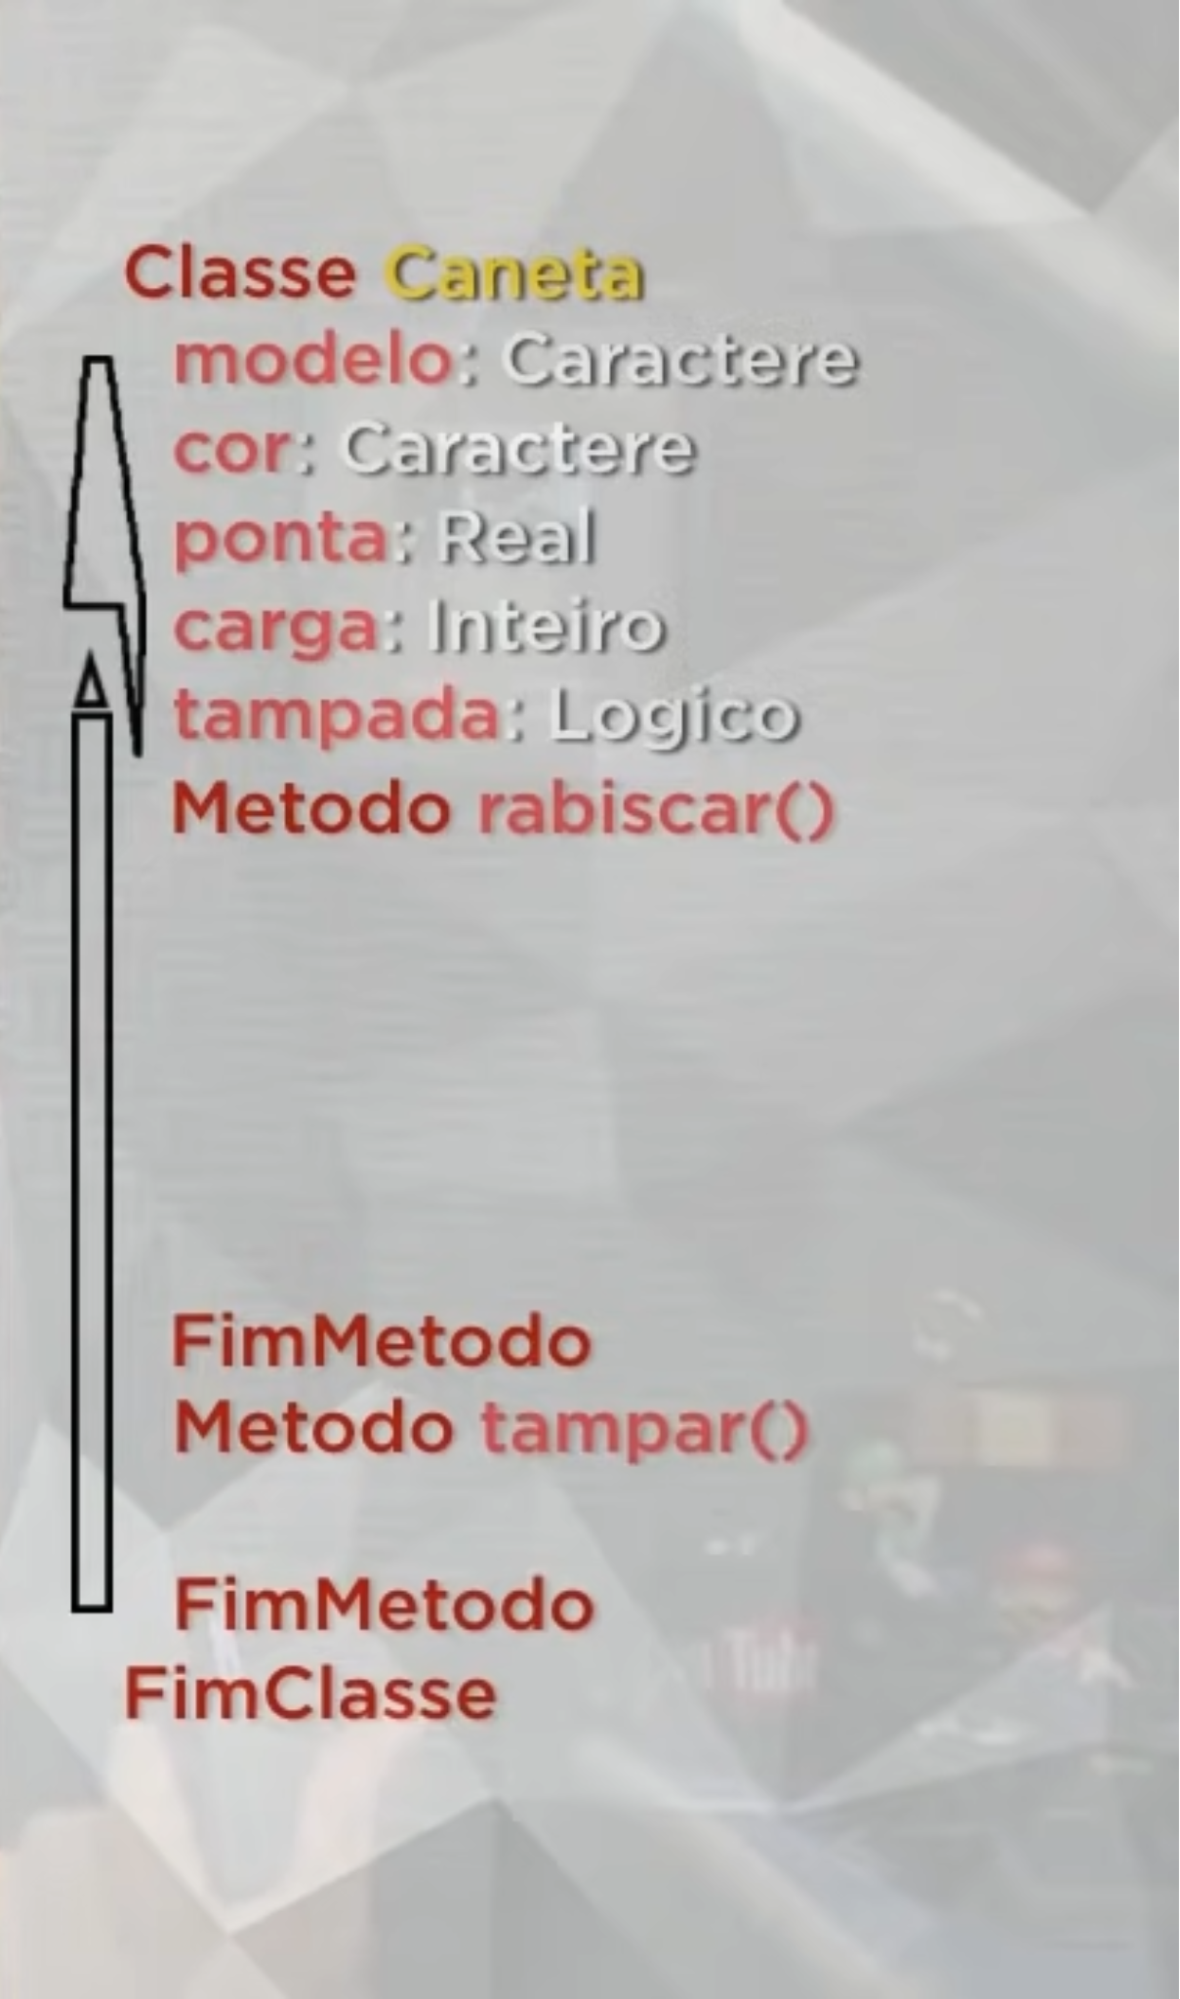 Classe Caneta
modelo: Caractere
cor: Caractere
ponta: Real
carga: Inteiro
tampada: Logico
Metodo rabiscar()
FimMetodo
Metodo tampar()
FimMetodo
FimClasse